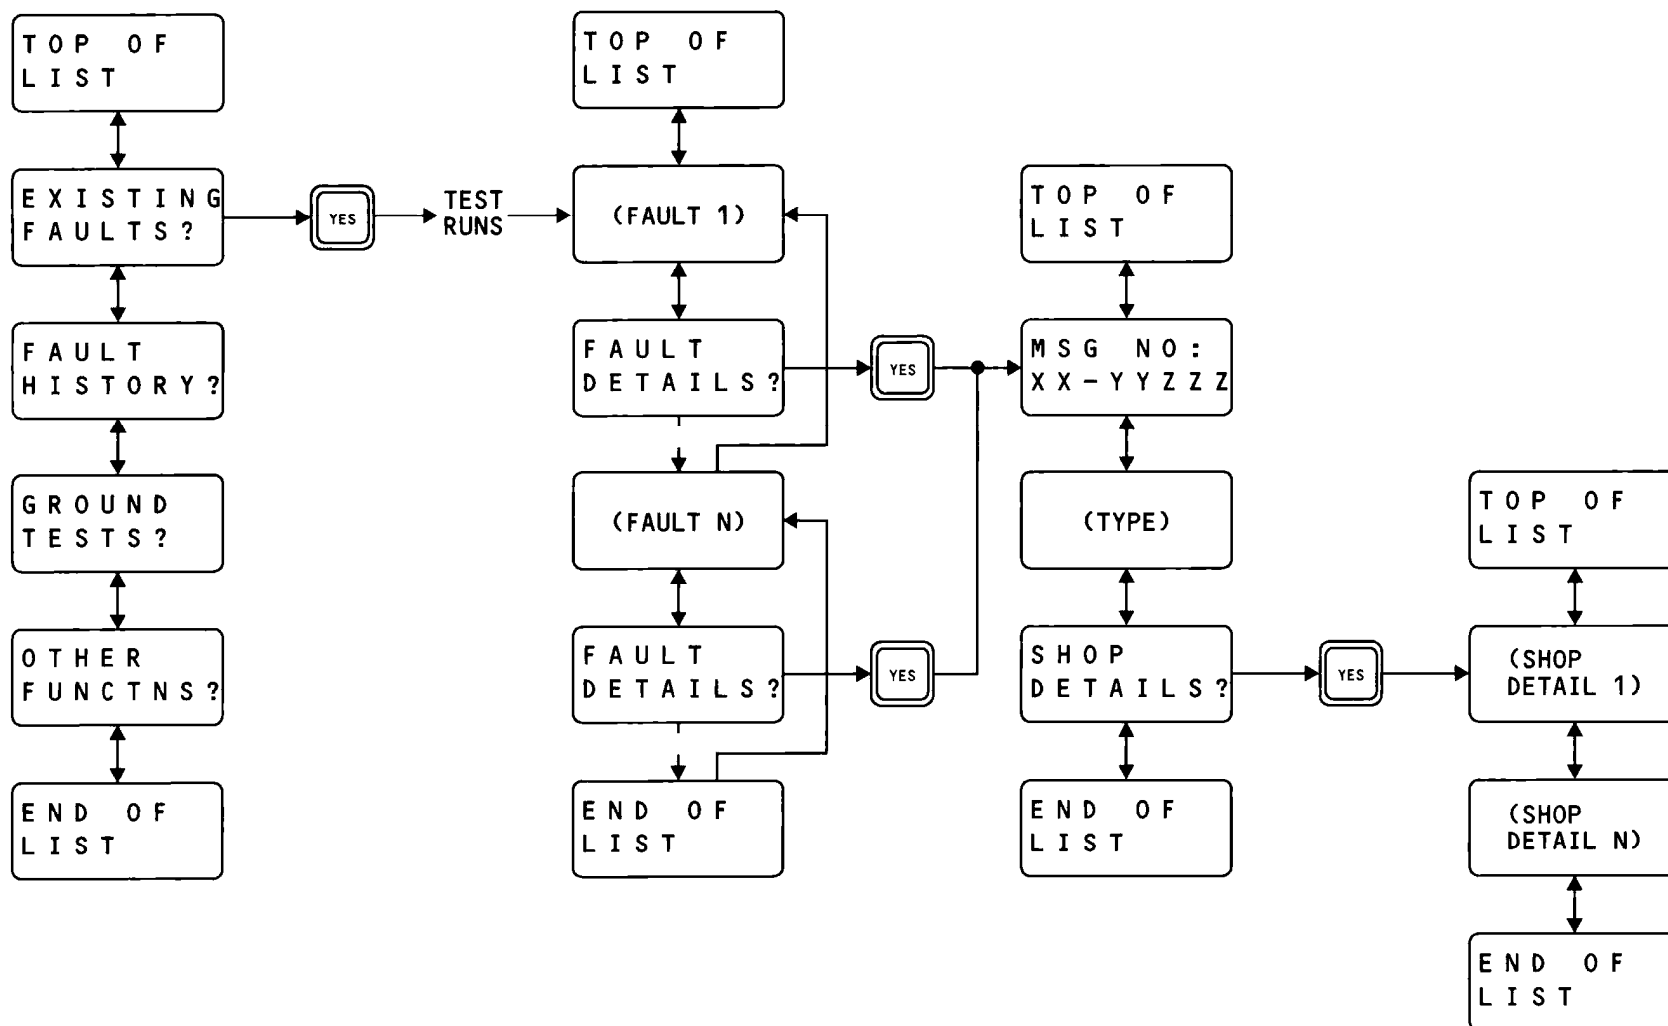 TOP OF
LIST
EXISTING
FAULTS?
FAULT
HISTORY?
GROUND
TESTS?
OTHER
FUNCTNS?
END OF
LIST
YES
TEST
RUNS
TOP OF
LIST
(FAULT 1)
FAULT
DETAILS?
(FAULT N)
FAULT
DETAILS?
END OF
LIST
YES
YES
TOP OF
LIST
MSG NO:
XX-YYZZZ
(TYPE)
SHOP
DETAILS?
END OF
LIST
YES
TOP OF
LIST
(SHOP
DETAIL 1)
(SHOP
DETAIL N)
END OF
LIST